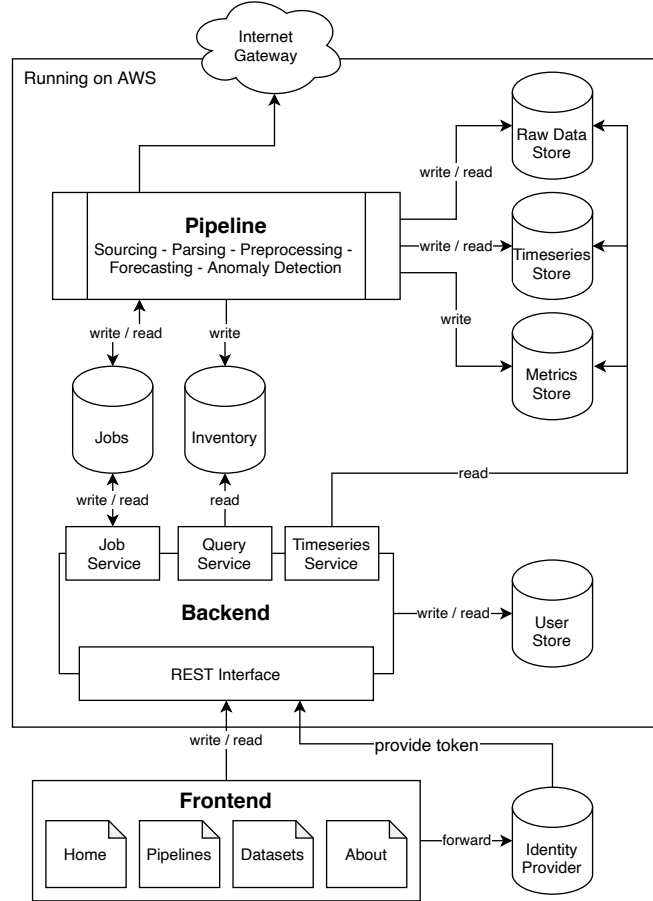 Internet
Gateway
Running on AWS
Raw Data
Store
write / read
Pipeline
Sourcing - Parsing - Preprocessing -
Forecasting - Anomaly Detection
write / read
Timeseries
Store
write
write / read
write
Metrics
Store
Jobs
Inventory
write / read
read
read
Job
Service
Query
Service
Timeseries
Service
Backend
write / read
User
Store
REST Interface
write / read
provide token
Frontend
Home
Pipelines
Datasets
About
forward
Identity
Provider